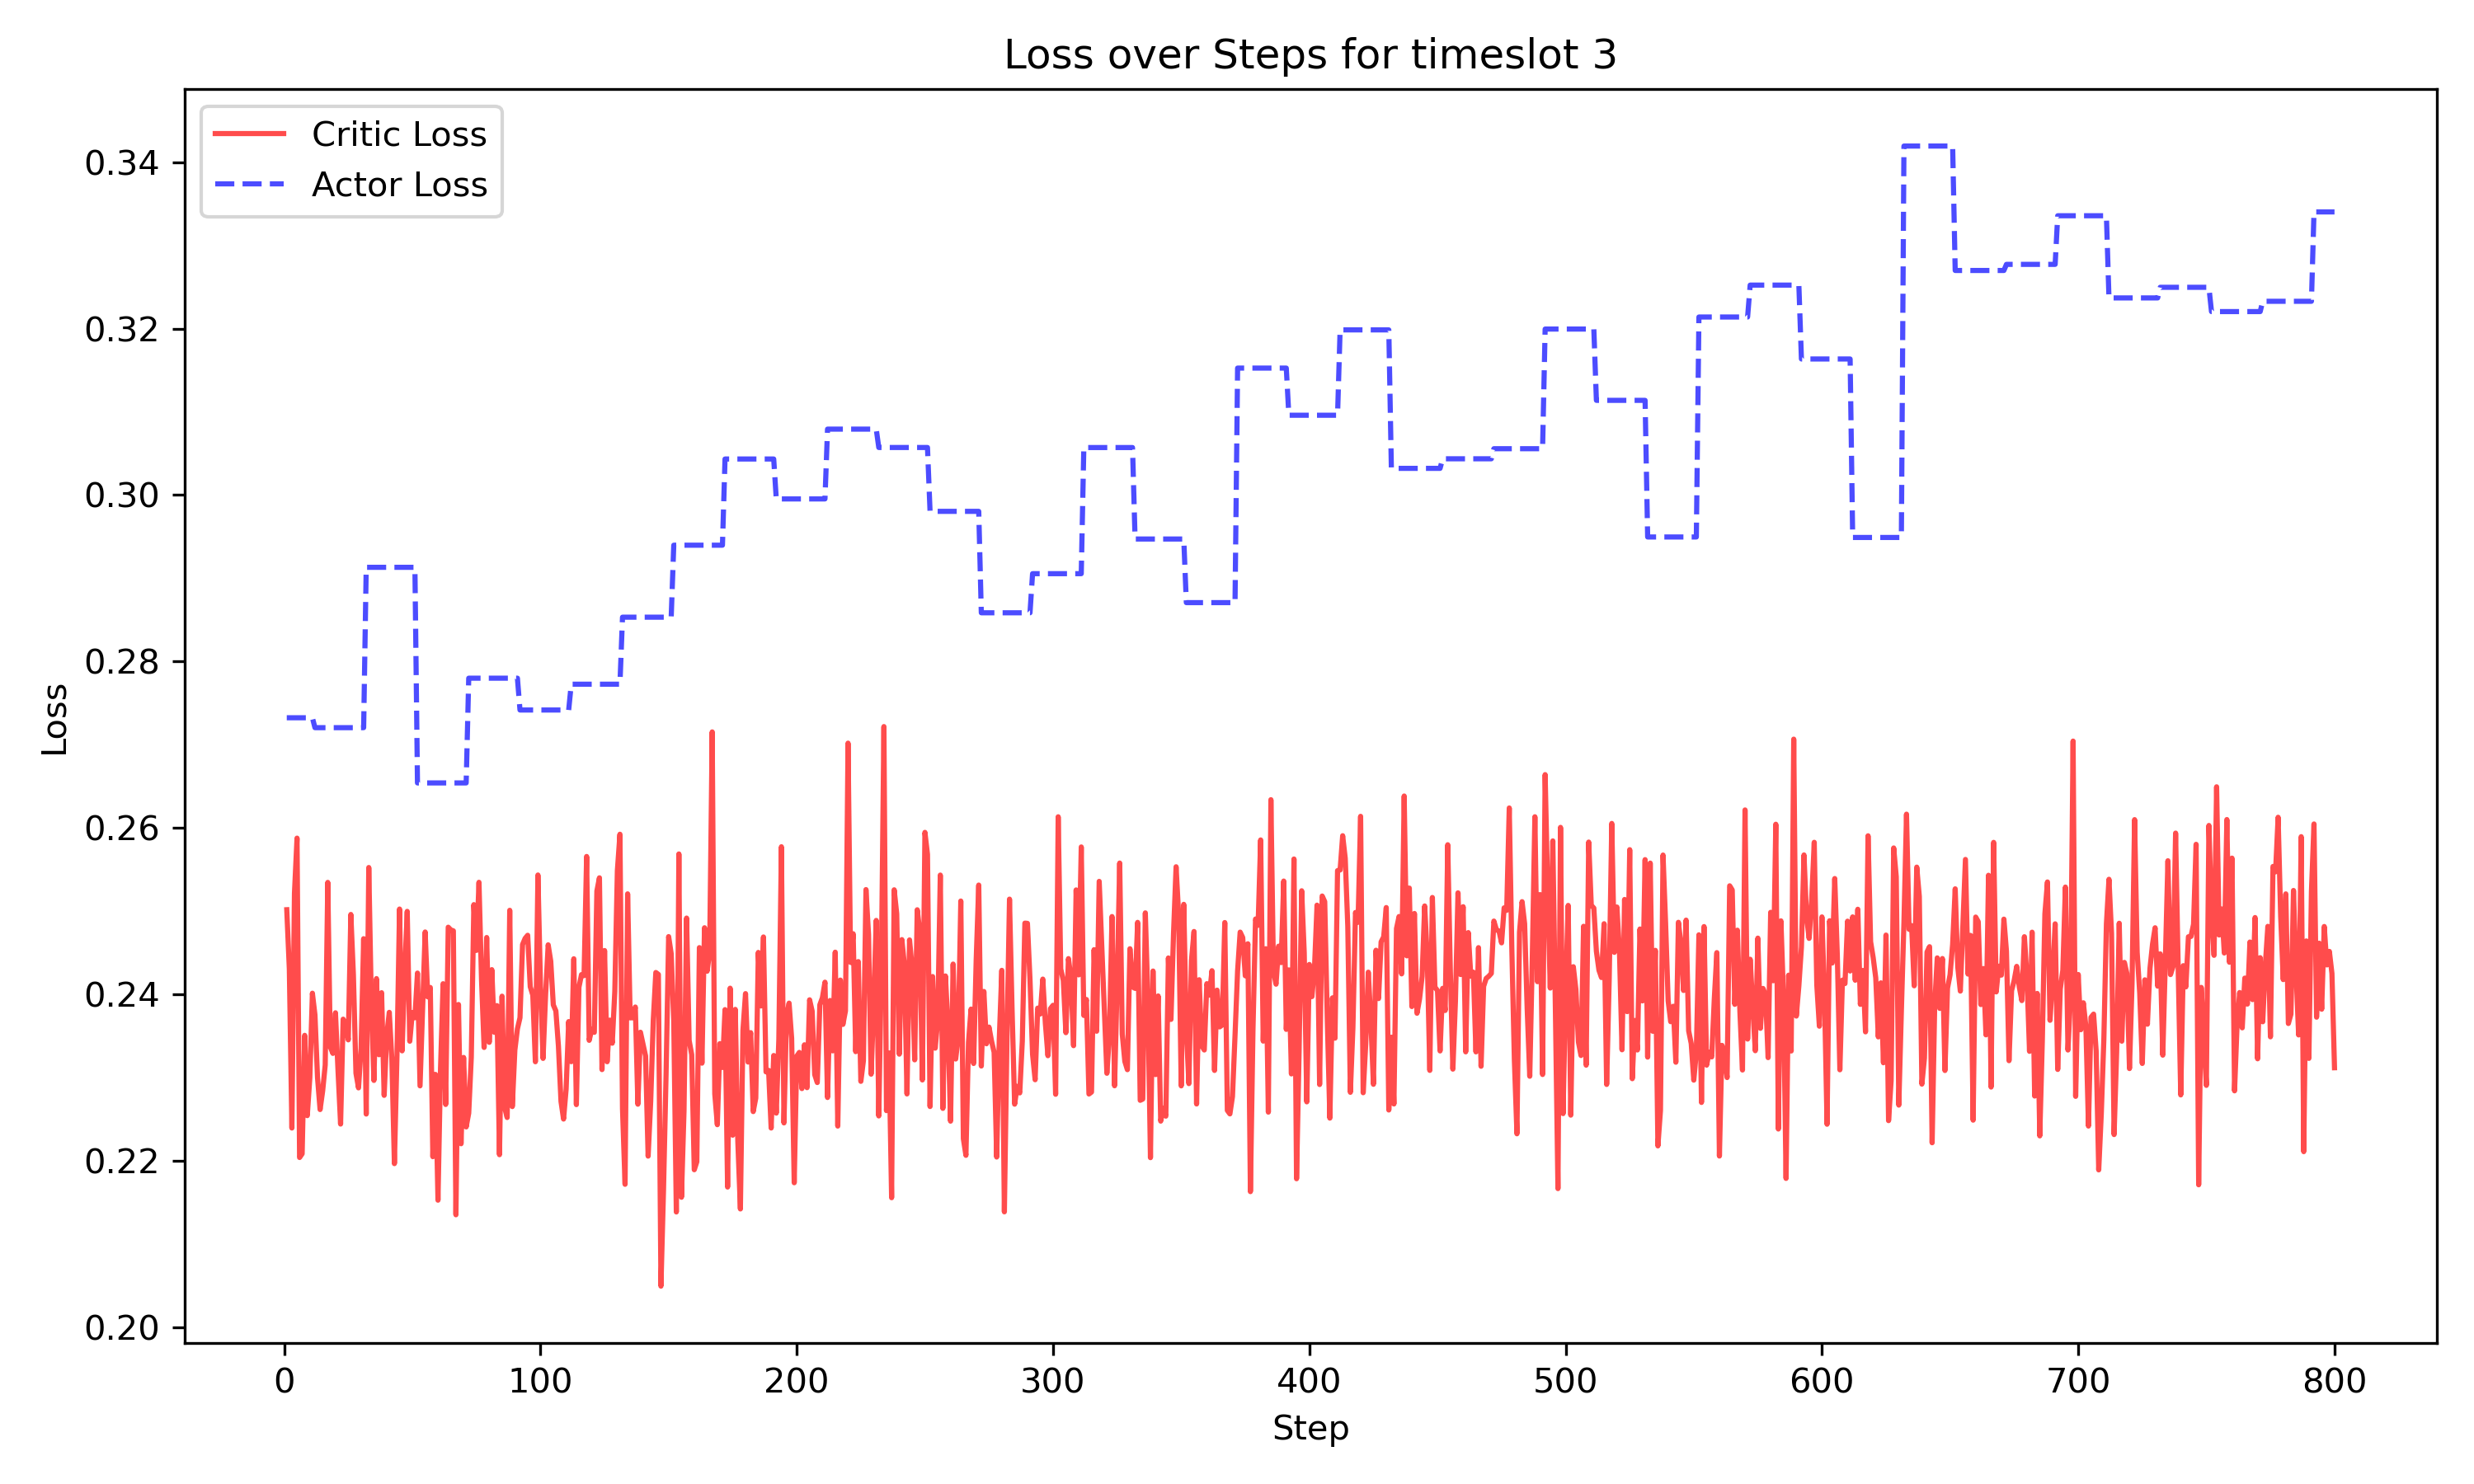 Loss over Steps for timeslot 3
Critic Loss
Actor Loss
0.34
0.32
0.30
0.28
0.26
0.24
0.22
0.20
Loss
0 100 200 300 400 500 600 700 800
Step